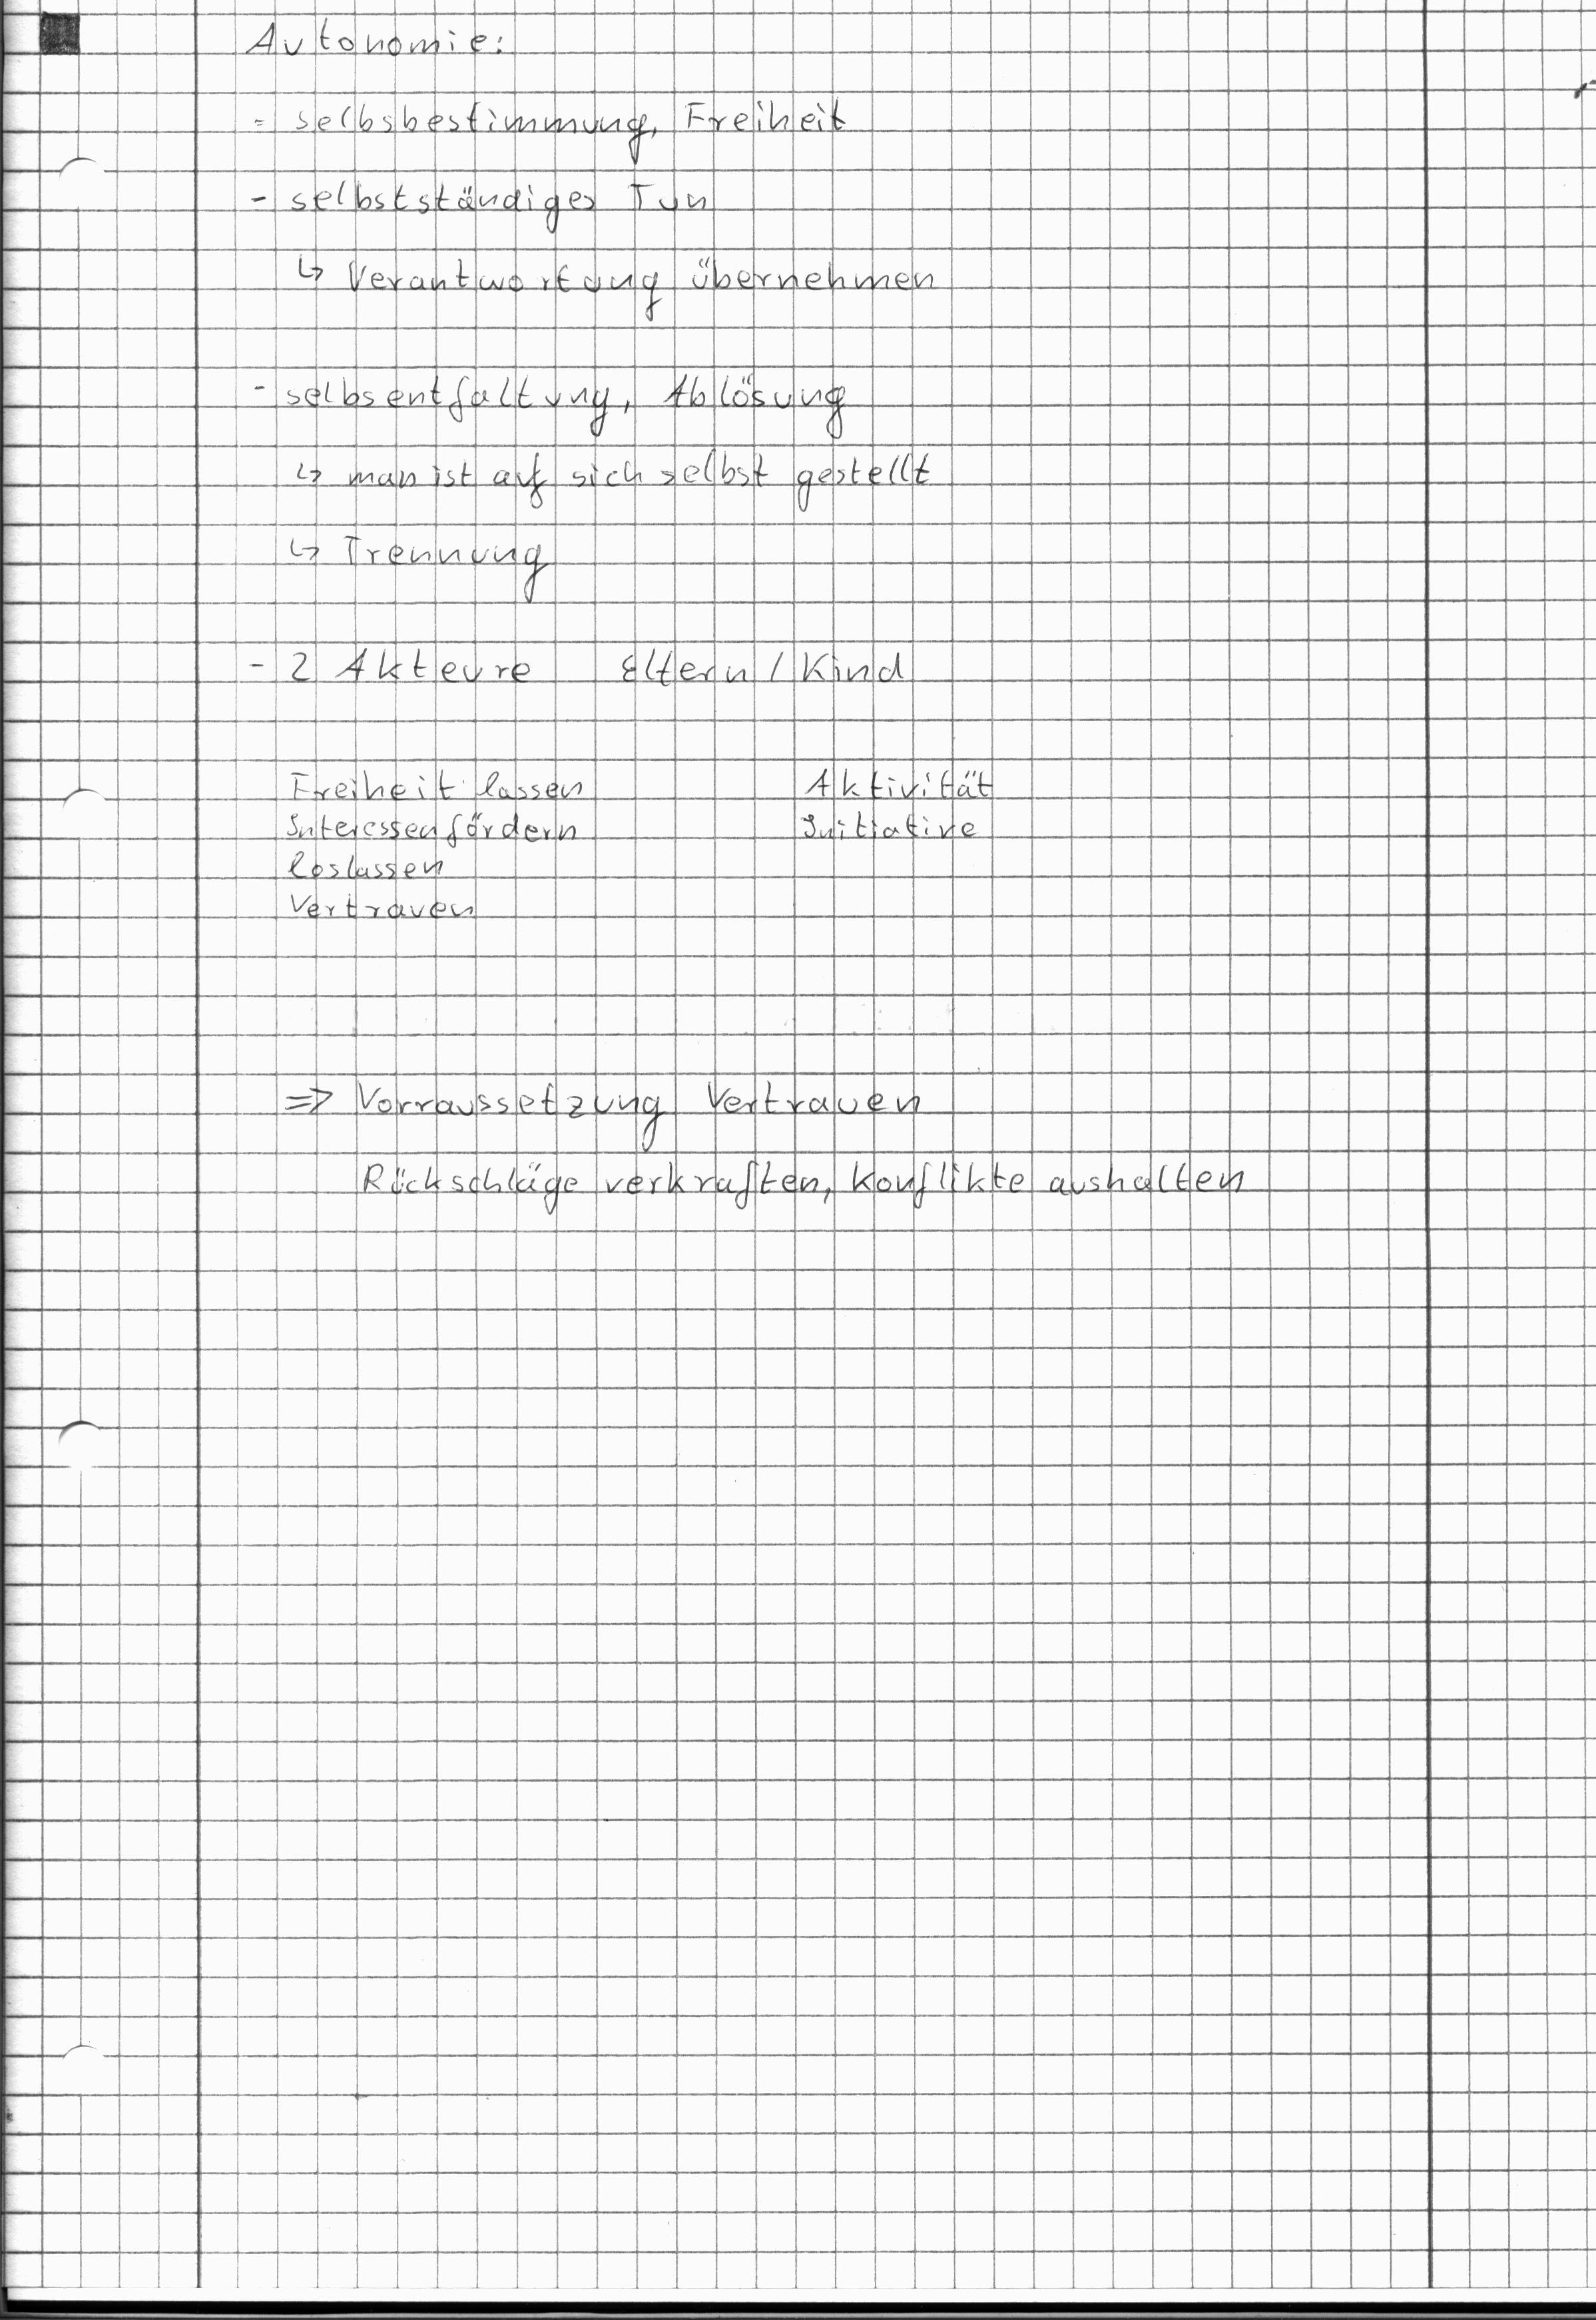 Autonomie:
= selbsbestimmung, Freiheit
- selbstständiges Tun
↳ Verantwortung übernehmen
- selbsentfaltung, Ablösung
↳ man ist auf sich selbst gestellt
↳ Trennung
- 2 Akteure Eltern / Kind
Freiheit lassen Aktivität
Interessen fördern Initiative
loslassen
Vertrauen
=> Vorraussetzung Vertrauen
Rückschläge verkraften, Konflikte aushalten